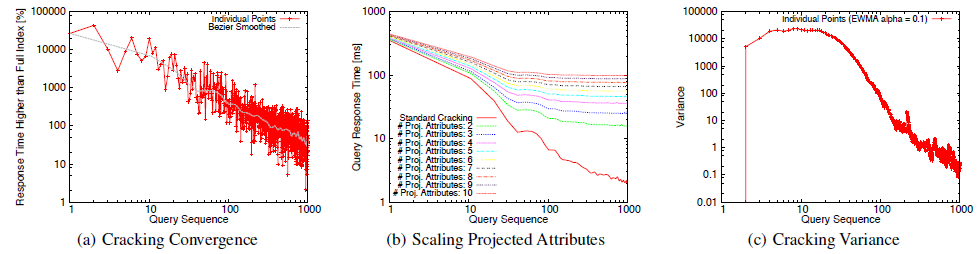 100000
10000
1000
100
10
1
1
10
100
1000
Response Time Higher than Full Index [%]
Query Sequence
Individual Points
Bezier Smoothed
(a) Cracking Convergence
1000
100
10
1
1
10
100
1000
Query Response Time [ms]
Query Sequence
Standard Cracking
# Proj. Attributes: 2
# Proj. Attributes: 3
# Proj. Attributes: 4
# Proj. Attributes: 5
# Proj. Attributes: 6
# Proj. Attributes: 7
# Proj. Attributes: 8
# Proj. Attributes: 9
# Proj. Attributes: 10
(b) Scaling Projected Attributes
100000
10000
1000
100
10
1
0.1
0.01
1
10
100
1000
Variance
Query Sequence
Individual Points (EWMA alpha = 0.1)
(c) Cracking Variance